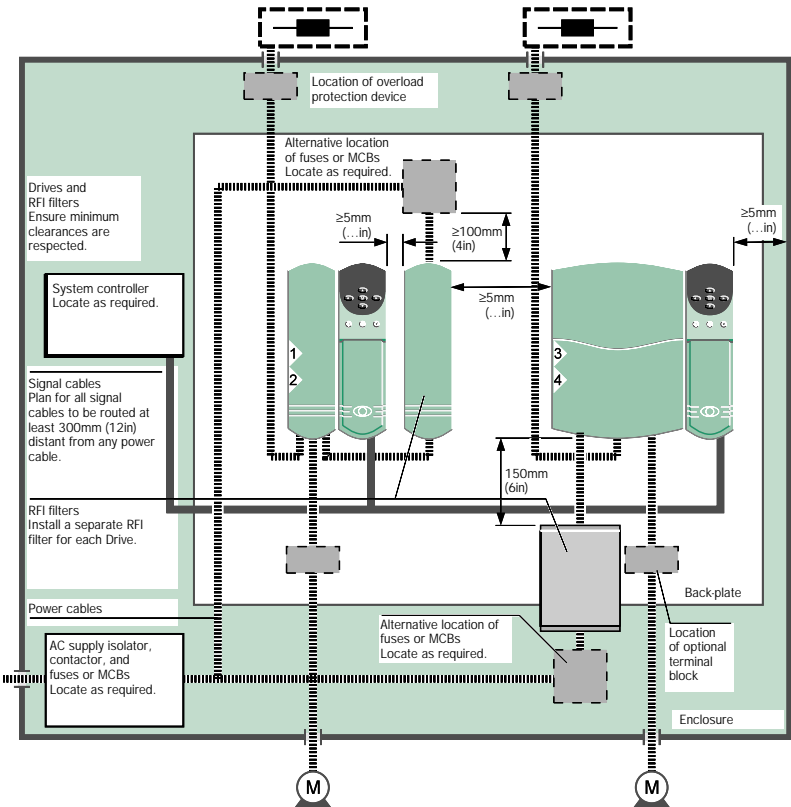 Location of overload
protection device
Alternative location
of fuses or MCBs
Locate as required.
Drives and
RFI filters
Ensure minimum
clearances are
respected.
≥5mm
(…in)
≥100mm
(4in)
≥5mm
(…in)
System controller
Locate as required.
≥5mm
(…in)
1
2
3
4
Signal cables
Plan for all signal
cables to be routed at
least 300mm (12in)
distant from any power
cable.
150mm
(6in)
RFI filters
Install a separate RFI
filter for each Drive.
Back-plate
Power cables
Alternative location of
fuses or MCBs
Locate as required.
Location
of optional
terminal
block
AC supply isolator,
contactor, and
fuses or MCBs
Locate as required.
Enclosure
M
M